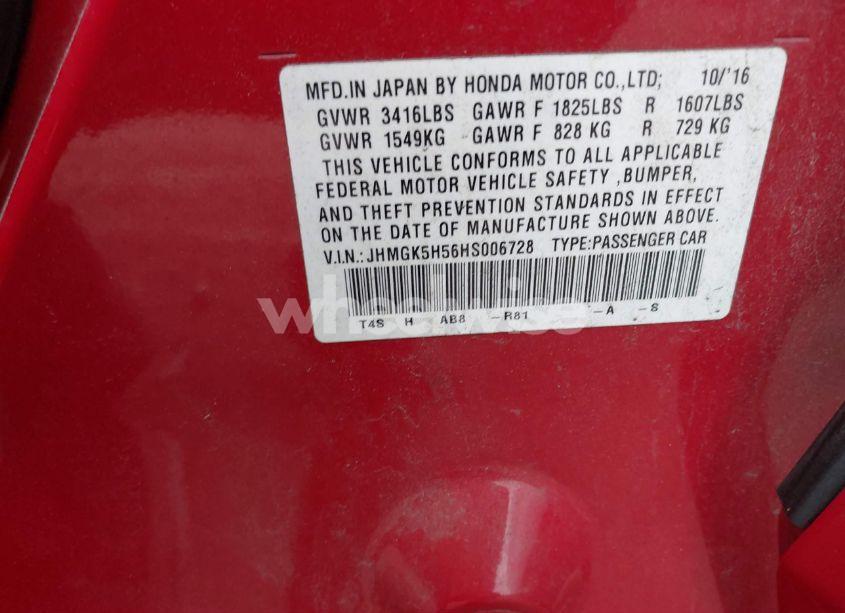 MFD.IN JAPAN BY HONDA MOTOR CO.,LTD; 10/'16
GVWR 3416LBS GAWR F 1825LBS R 1607LBS
GVWR 1549KG GAWR F 828 KG R 729 KG
THIS VEHICLE CONFORMS TO ALL APPLICABLE
FEDERAL MOTOR VEHICLE SAFETY ,BUMPER,
AND THEFT PREVENTION STANDARDS IN EFFECT
ON THE DATE OF MANUFACTURE SHOWN ABOVE.
V.I.N.: JHMGK5H56HS006728 TYPE:PASSENGER CAR
wheelwise
T4S H AB8 -R81 -A -S